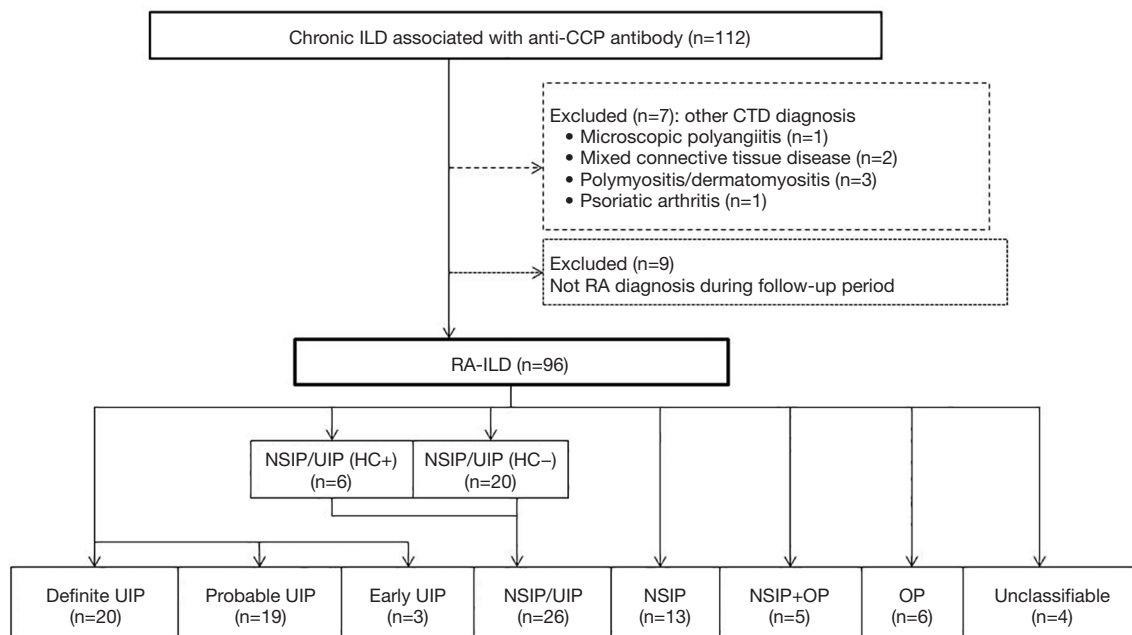 Chronic ILD associated with anti-CCP antibody (n=112)
Excluded (n=7): other CTD diagnosis
• Microscopic polyangiitis (n=1)
• Mixed connective tissue disease (n=2)
• Polymyositis/dermatomyositis (n=3)
• Psoriatic arthritis (n=1)
Excluded (n=9)
Not RA diagnosis during follow-up period
RA-ILD (n=96)
NSIP/UIP (HC+)
(n=6)
NSIP/UIP (HC−)
(n=20)
Definite UIP
(n=20)
Probable UIP
(n=19)
Early UIP
(n=3)
NSIP/UIP
(n=26)
NSIP
(n=13)
NSIP+OP
(n=5)
OP
(n=6)
Unclassifiable
(n=4)